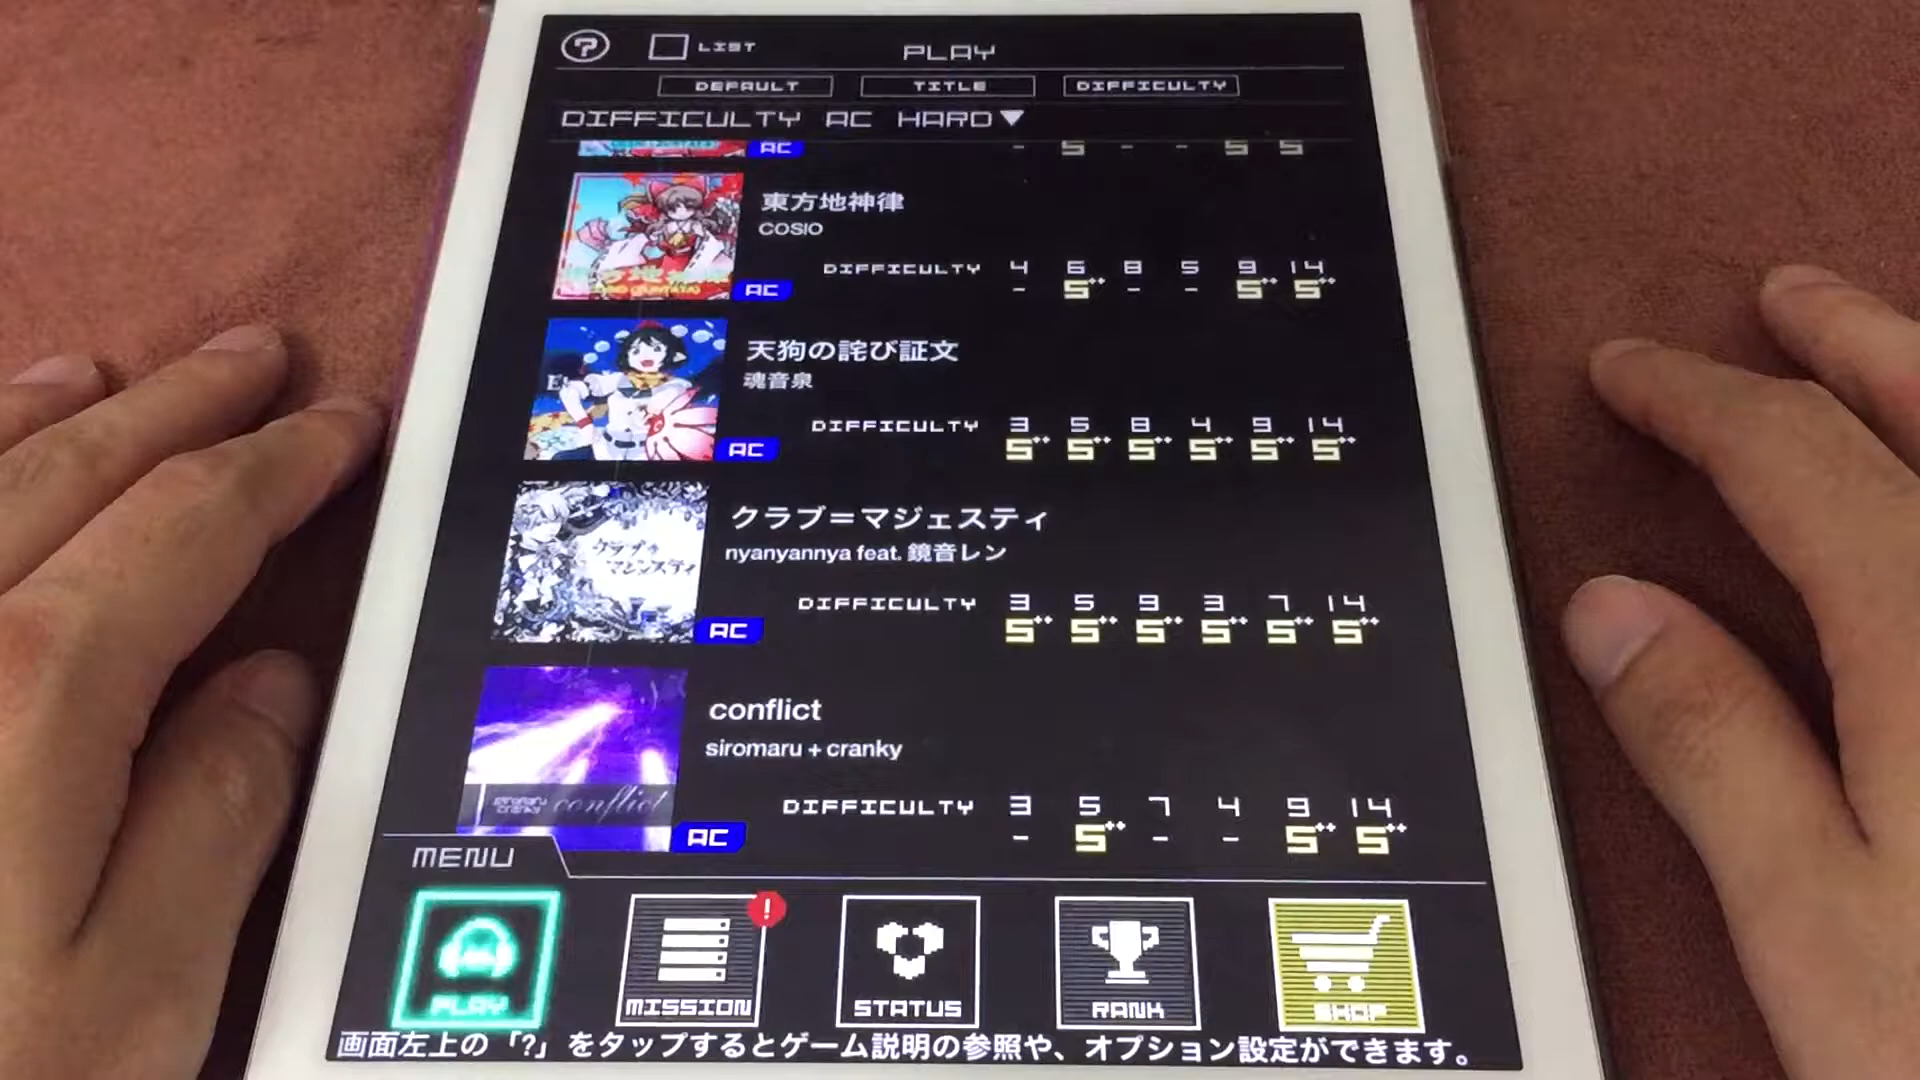 ? LIST PLAY
DEFAULT TITLE DIFFICULTY
DIFFICULTY AC HARD▼
AC - S - - S S
東方地神律
COSIO
DIFFICULTY 4 6 8 5 9 14
AC - S++ - - S++ S++
天狗の詫び証文
魂音泉
DIFFICULTY 3 5 8 4 9 14
AC S++ S++ S++ S++ S++ S++
クラブ=マジェスティ
nyanyannya feat. 鏡音レン
DIFFICULTY 3 5 9 3 7 14
AC S++ S++ S++ S++ S++ S++
conflict
siromaru + cranky
conflict
DIFFICULTY 3 5 7 4 9 14
AC - S++ - - S++ S++
MENU
!
PLAY MISSION STATUS RANK SHOP
画面左上の「?」をタップするとゲーム説明の参照や、オプション設定ができます。